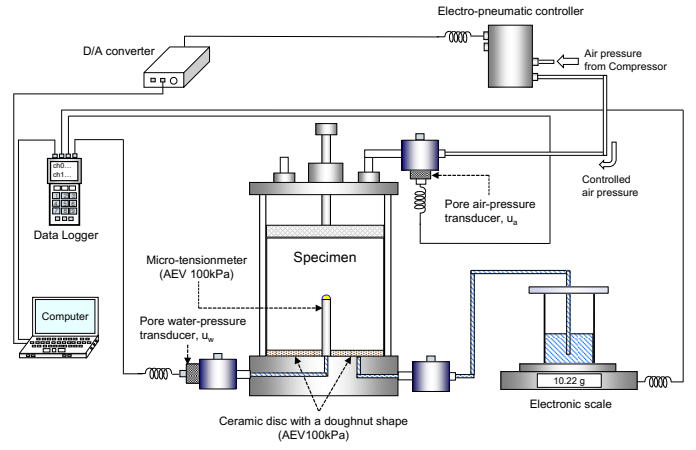 Electro-pneumatic controller
D/A converter
Air pressure
from Compressor
ch0...
ch1...
Data Logger
Controlled
air pressure
Pore air-pressure
transducer, ua
Specimen
Micro-tensionmeter
(AEV 100kPa)
Computer
Pore water-pressure
transducer, uw
10.22 g
Electronic scale
Ceramic disc with a doughnut shape
(AEV100kPa)